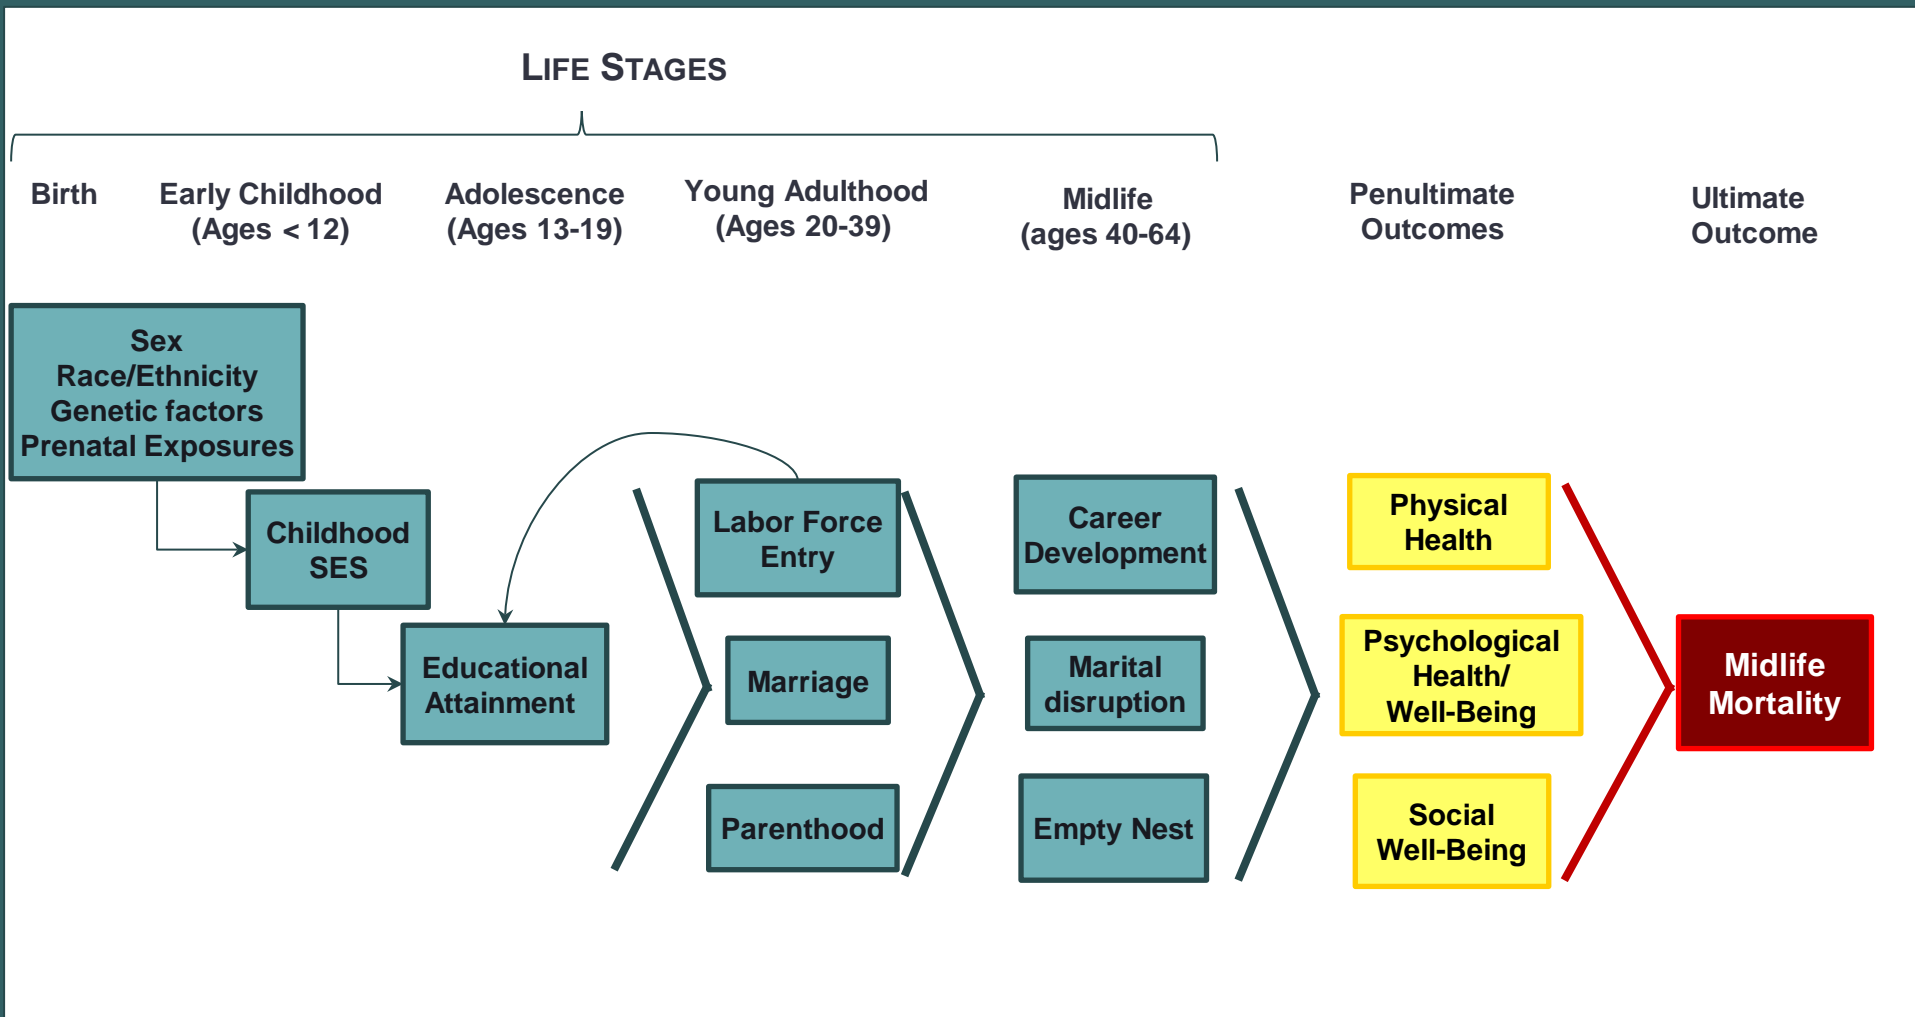 LIFE STAGES
Birth
Early Childhood
(Ages < 12)
Adolescence
(Ages 13-19)
Young Adulthood
(Ages 20-39)
Midlife
(ages 40-64)
Penultimate
Outcomes
Ultimate
Outcome
Sex
Race/Ethnicity
Genetic factors
Prenatal Exposures
Childhood
SES
Educational
Attainment
Labor Force
Entry
Marriage
Parenthood
Career
Development
Marital
disruption
Empty Nest
Physical
Health
Psychological
Health/
Well-Being
Social
Well-Being
Midlife
Mortality